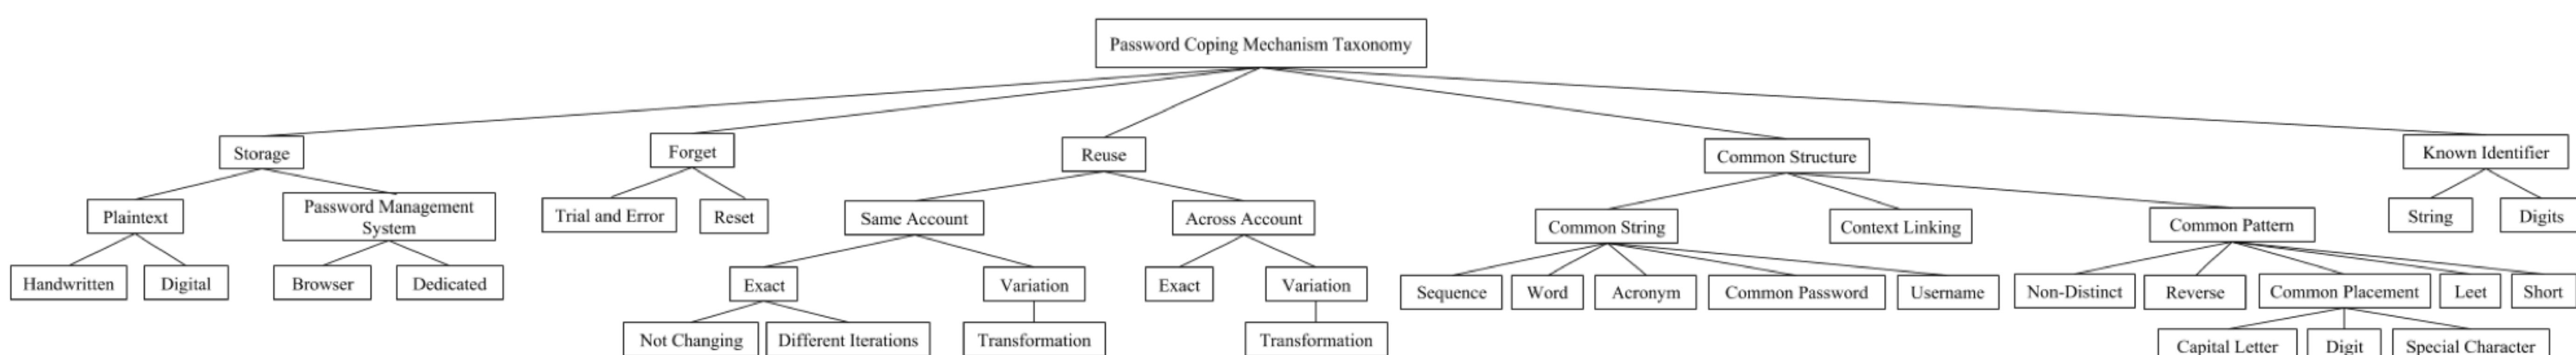 Password Coping Mechanism Taxonomy
Storage
Forget
Reuse
Common Structure
Known Identifier
Plaintext
Password Management
System
Trial and Error
Reset
Same Account
Across Account
Common String
Context Linking
Common Pattern
String
Digits
Handwritten
Digital
Browser
Dedicated
Exact
Variation
Exact
Variation
Sequence
Word
Acronym
Common Password
Username
Non-Distinct
Reverse
Common Placement
Leet
Short
Not Changing
Different Iterations
Transformation
Transformation
Capital Letter
Digit
Special Character